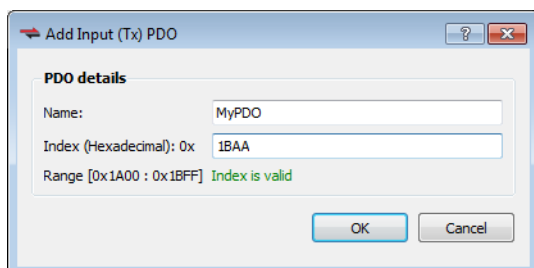 Add Input (Tx) PDO
PDO details
Name: MyPDO
Index (Hexadecimal): 0x 1BAA
Range [0x1A00 : 0x1BFF] Index is valid
OK Cancel